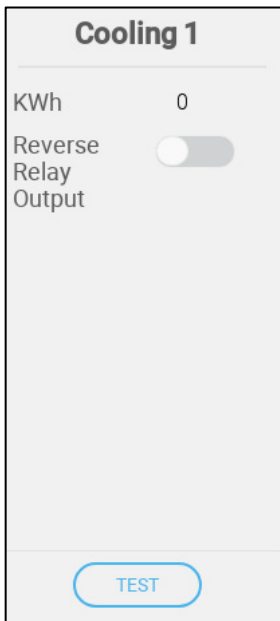 Cooling 1
KWh 0
Reverse
Relay
Output
TEST